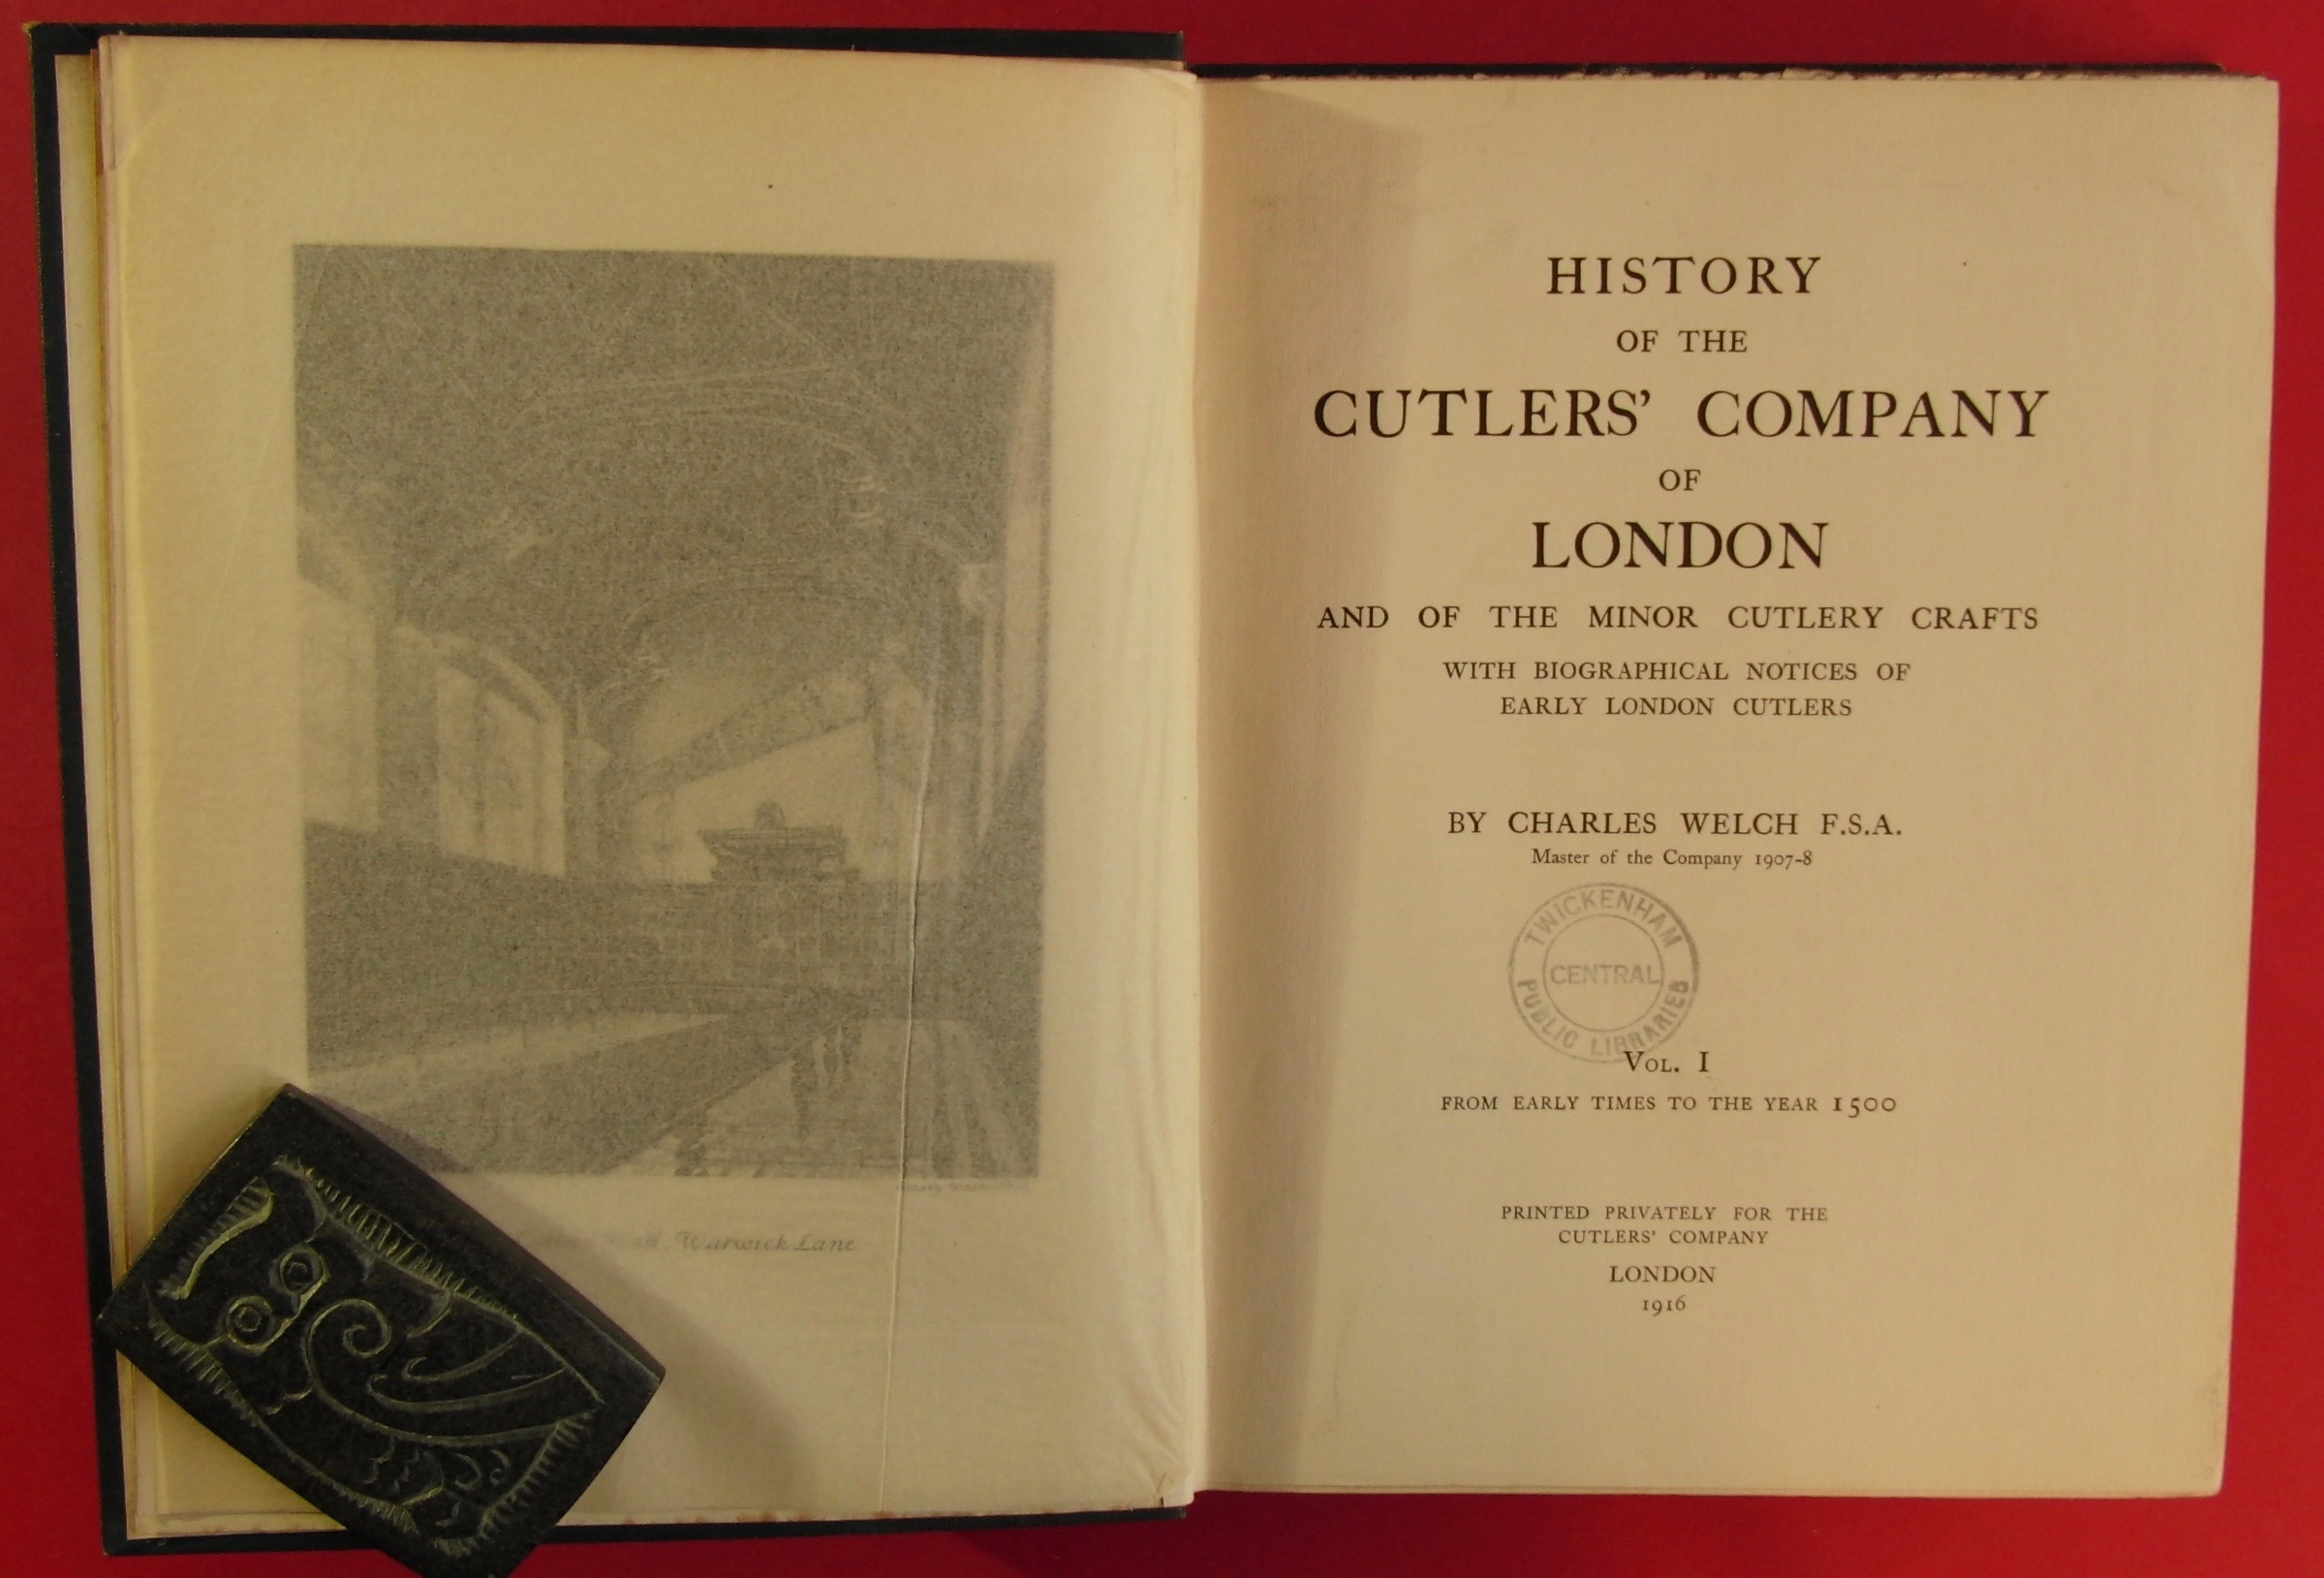 Warwick Lane
HISTORY
OF THE
CUTLERS' COMPANY
OF
LONDON
AND OF THE MINOR CUTLERY CRAFTS
WITH BIOGRAPHICAL NOTICES OF
EARLY LONDON CUTLERS
BY CHARLES WELCH F.S.A.
Master of the Company 1907-8
TWICKENHAM
CENTRAL
PUBLIC LIBRARIES
VOL. I
FROM EARLY TIMES TO THE YEAR 1500
PRINTED PRIVATELY FOR THE
CUTLERS' COMPANY
LONDON
1916